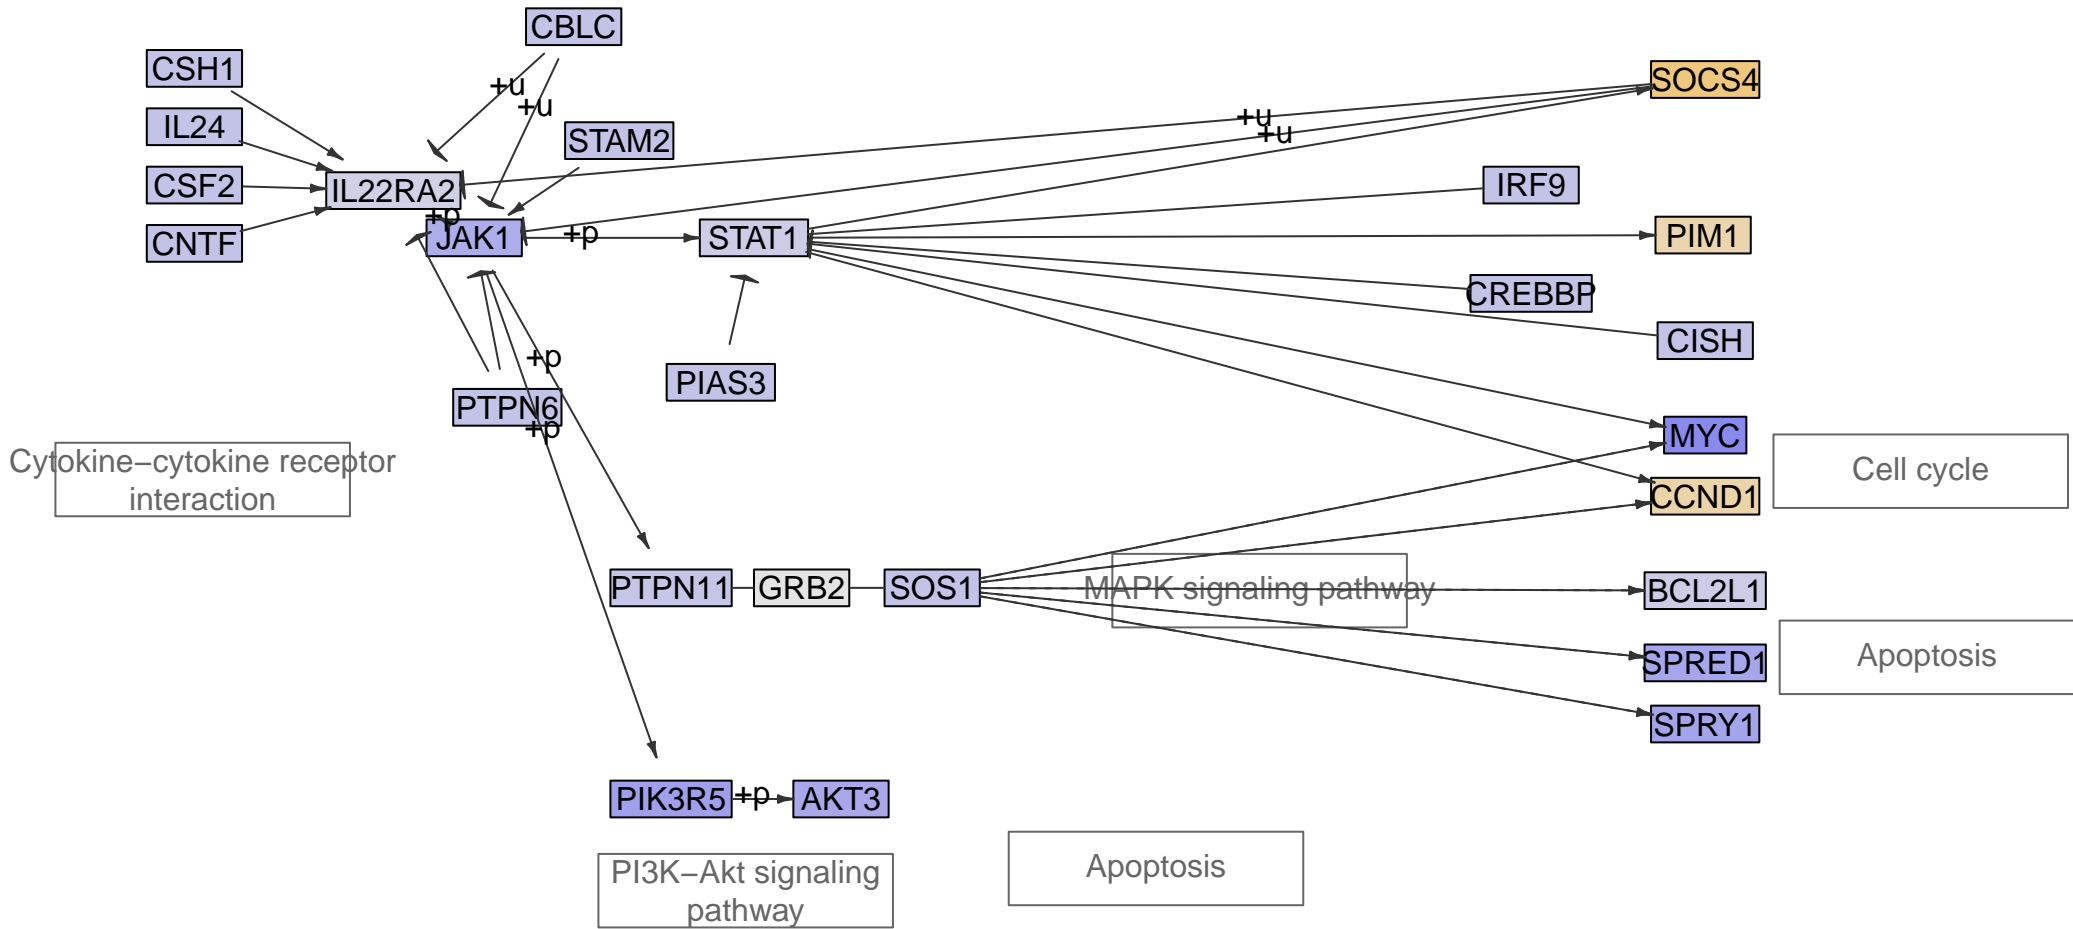 CBLC
CSH1
+u
SOCS4
+u
+u
IL24
+u
STAM2
CSF2
IL22RA2
IRF9
+p
CNTF
JAK1
+p
STAT1
PIM1
CREBBP
CISH
+p
PIAS3
PTPN6
+p
MYC
Cytokine–cytokine receptor
interaction
Cell cycle
CCND1
PTPN11
GRB2
SOS1
MAPK signaling pathway
BCL2L1
SPRED1
Apoptosis
SPRY1
PIK3R5
+p
AKT3
PI3K–Akt signaling
pathway
Apoptosis